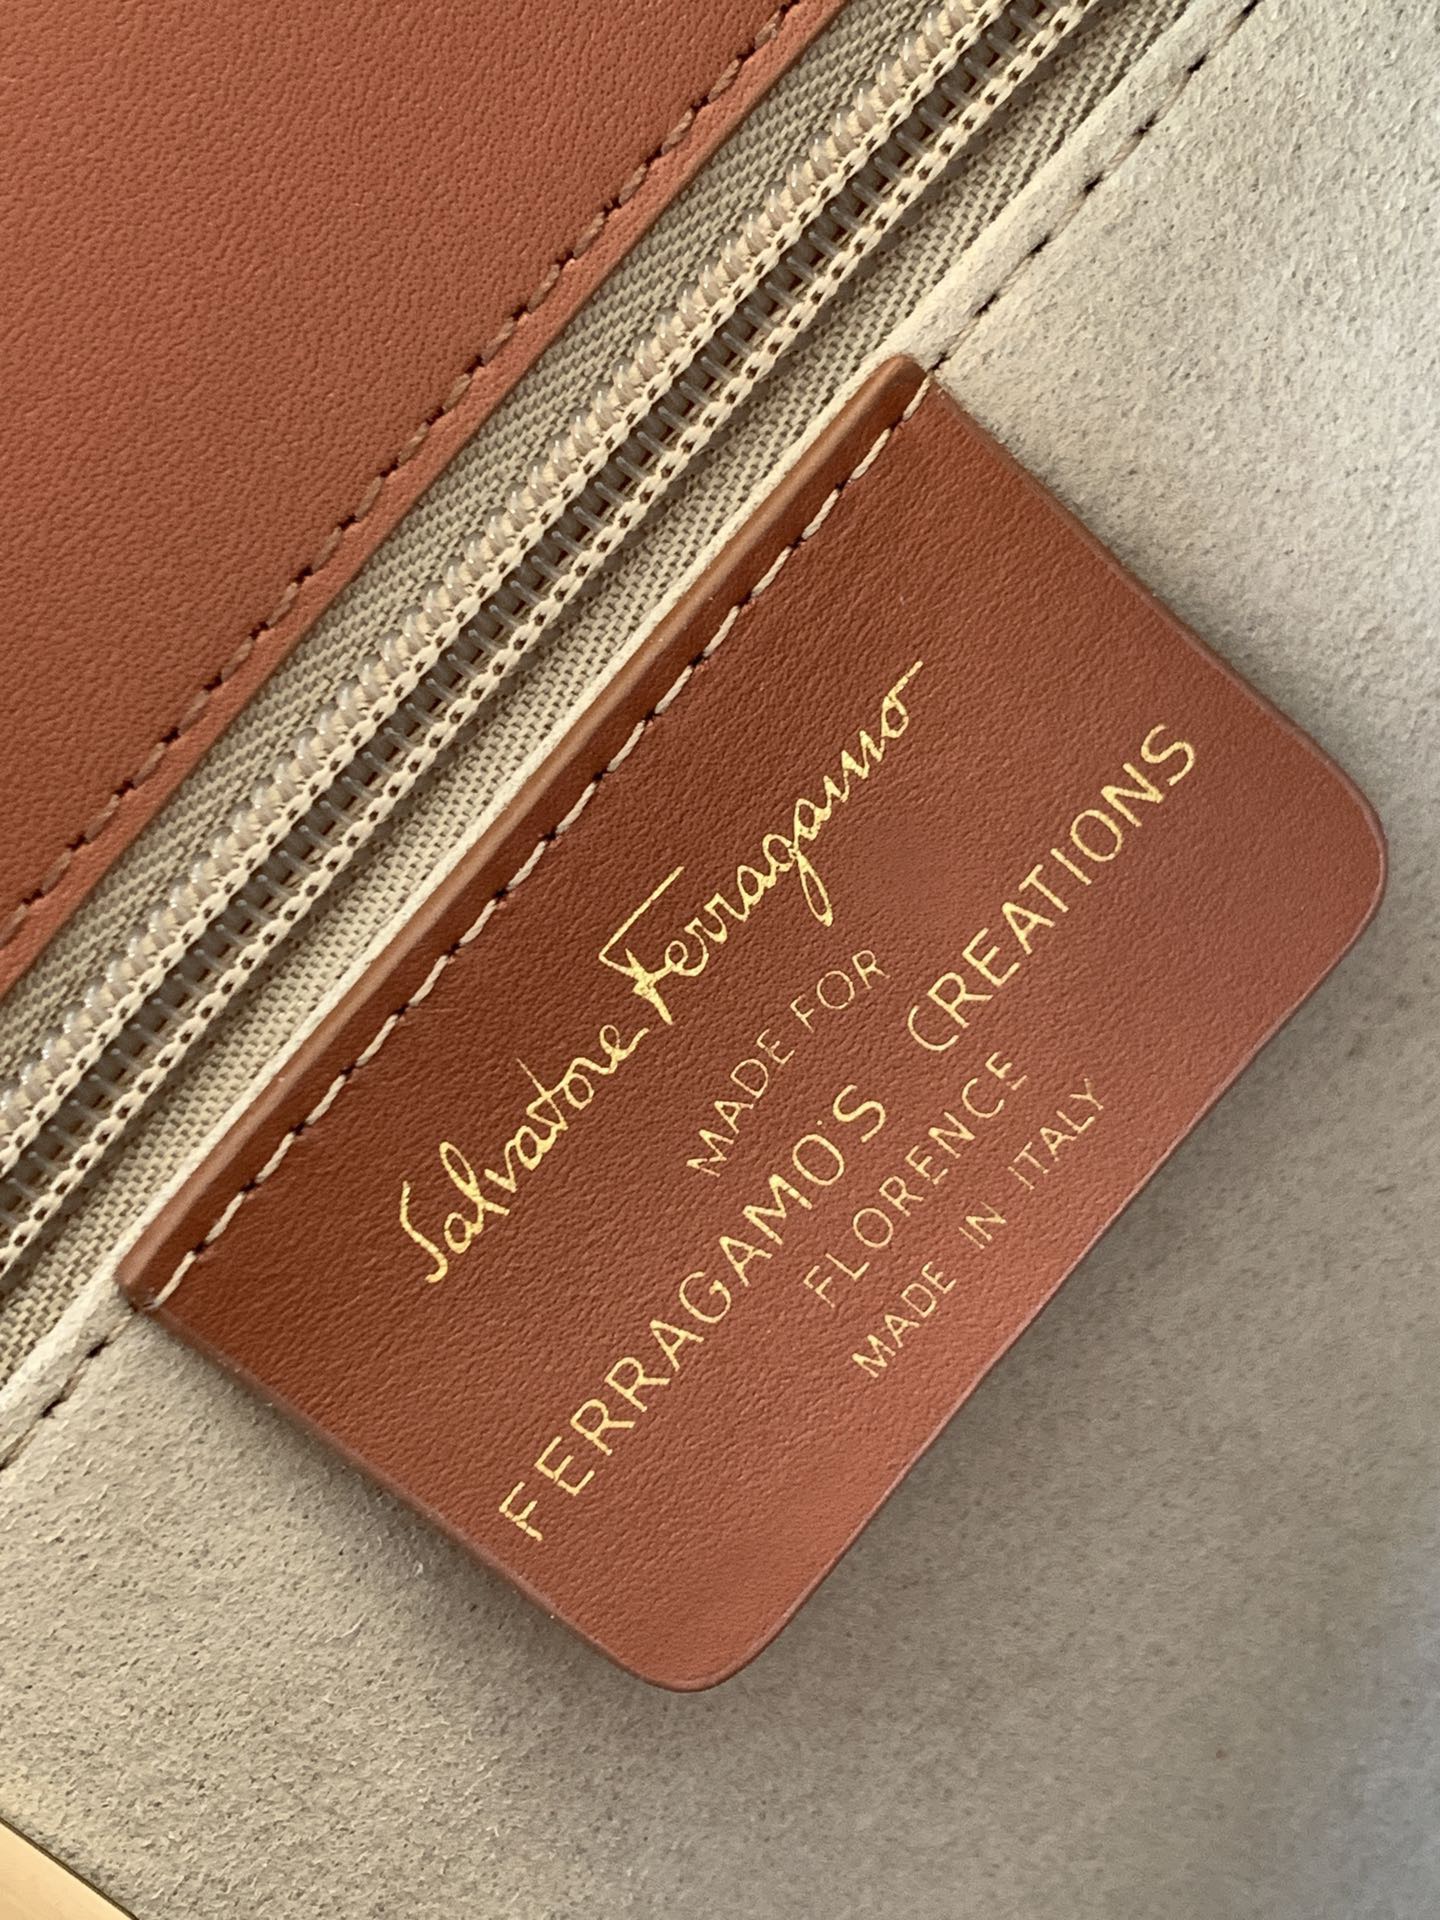 Salvatore Ferragamo
MADE FOR
FERRAGAMO'S CREATIONS
FLORENCE
MADE IN ITALY